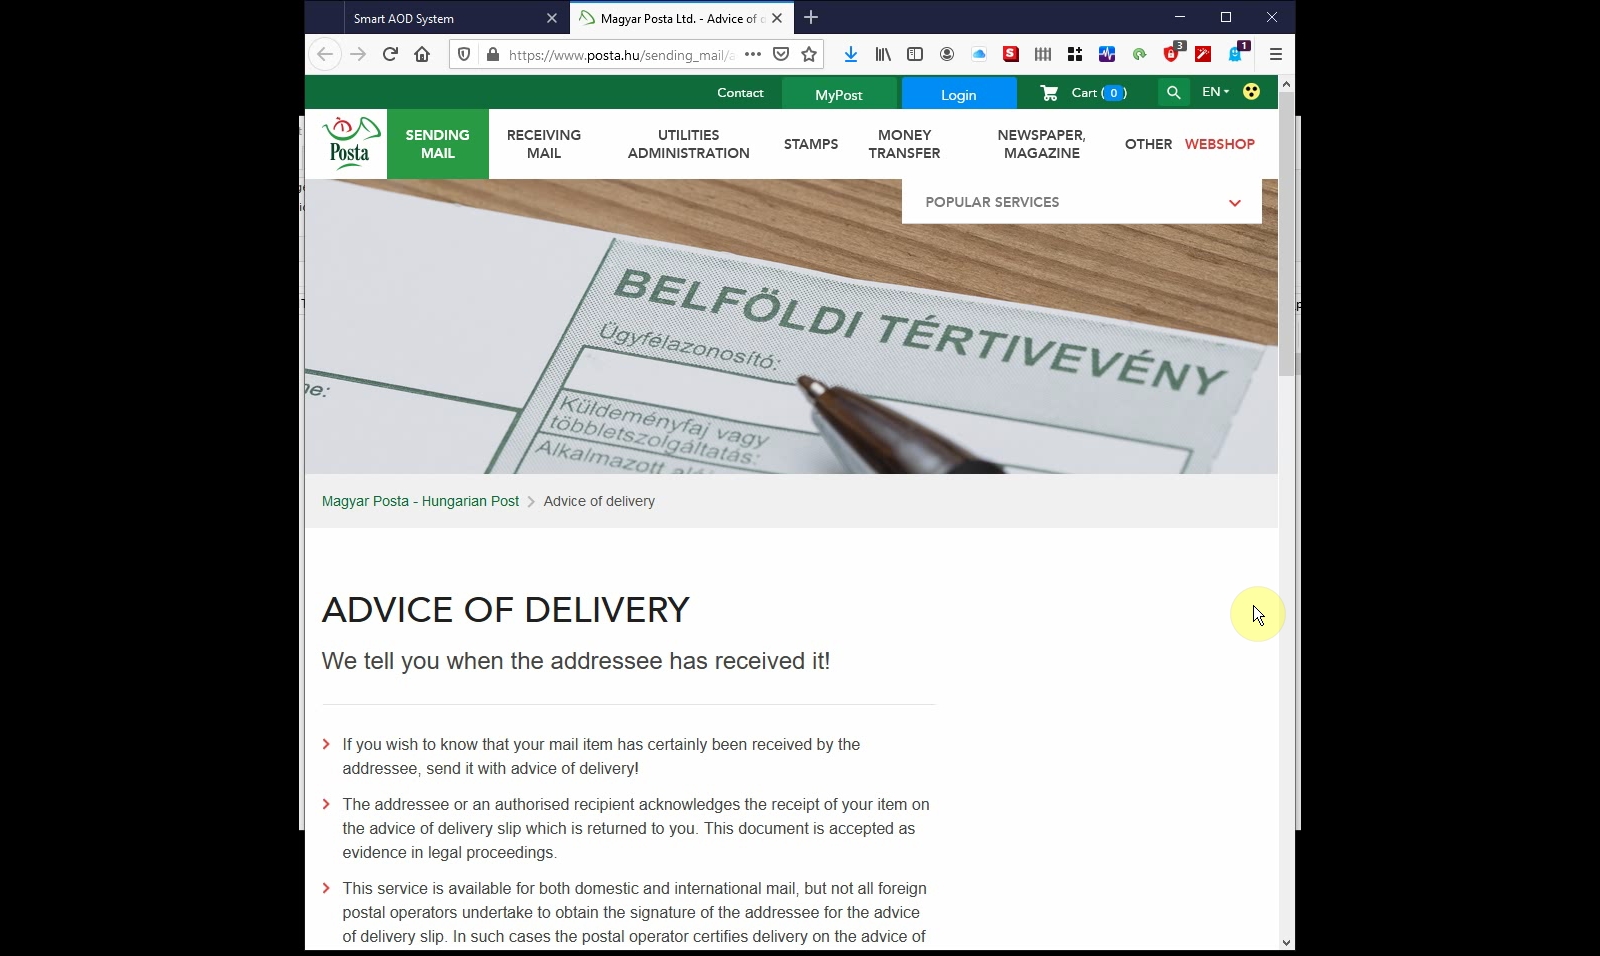 Smart AOD System
Magyar Posta Ltd. - Advice of d
https://www.posta.hu/sending_mail/a
3
1
Contact
MyPost
Login
Cart (0)
EN
Posta
SENDING
MAIL
RECEIVING
MAIL
UTILITIES
ADMINISTRATION
STAMPS
MONEY
TRANSFER
NEWSPAPER,
MAGAZINE
OTHER
WEBSHOP
POPULAR SERVICES
BELFÖLDI TÉRTIVEVÉNY
Ügyfélazonosító:
Küldeményfaj vagy
többletszolgáltatás:
Alkalmazott
Magyar Posta - Hungarian Post
Advice of delivery
ADVICE OF DELIVERY
We tell you when the addressee has received it!
If you wish to know that your mail item has certainly been received by the
addressee, send it with advice of delivery!
The addressee or an authorised recipient acknowledges the receipt of your item on
the advice of delivery slip which is returned to you. This document is accepted as
evidence in legal proceedings.
This service is available for both domestic and international mail, but not all foreign
postal operators undertake to obtain the signature of the addressee for the advice
of delivery slip. In such cases the postal operator certifies delivery on the advice of